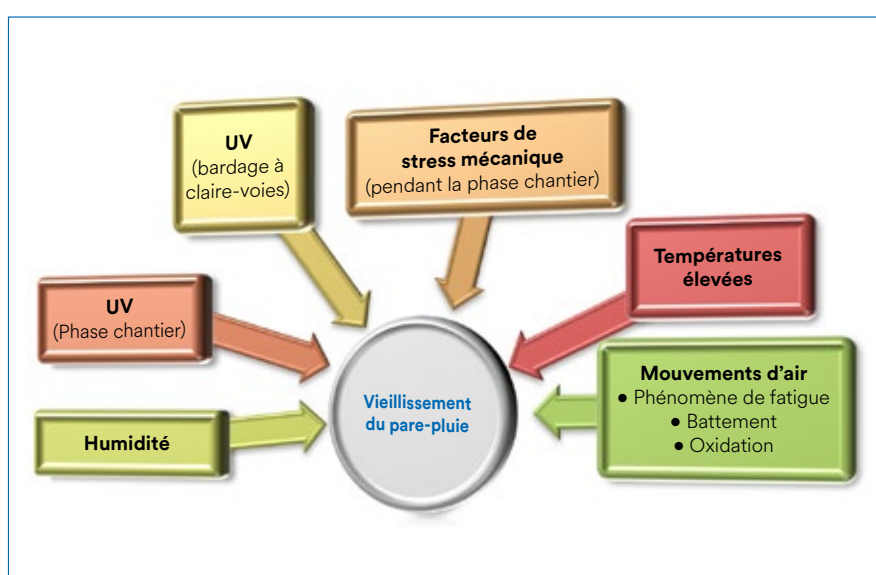 UV
(bardage à
claire-voies)
Facteurs de
stress mécanique
(pendant la phase chantier)
Températures
élevées
UV
(Phase chantier)
Mouvements d'air
● Phénomène de fatigue
● Battement
● Oxidation
Vieillissement
du pare-pluie
Humidité